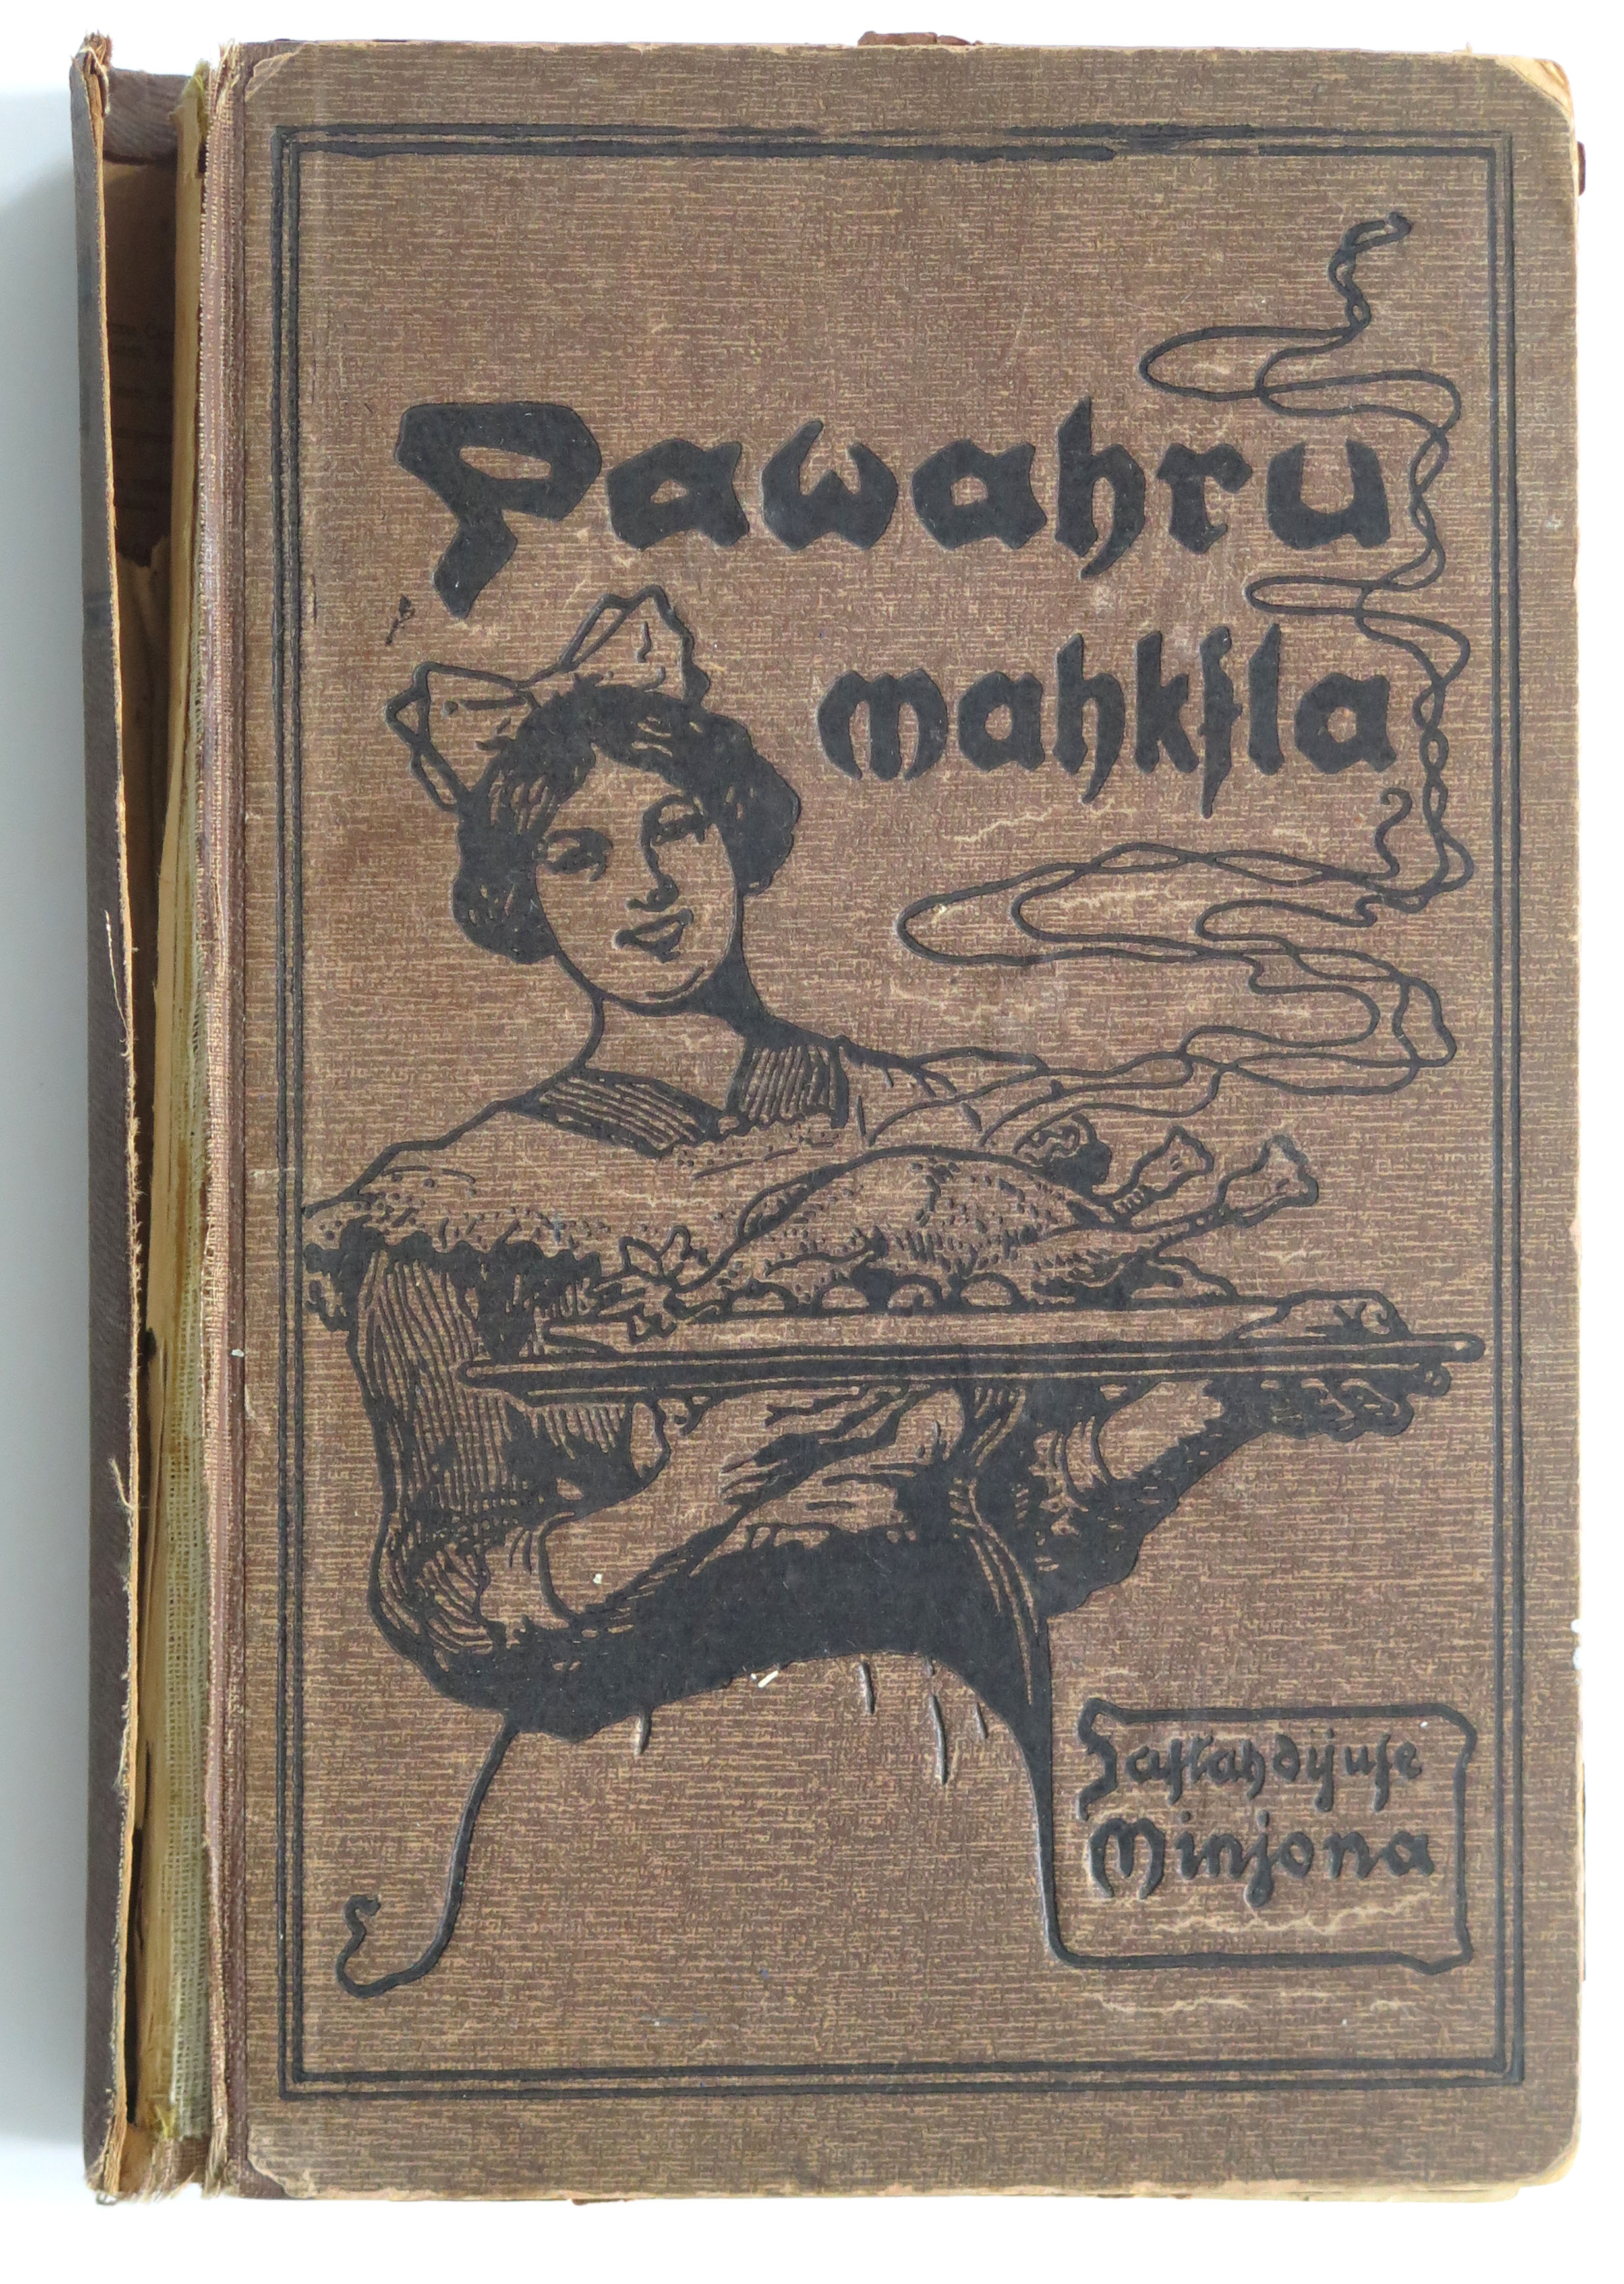 Pawahru
mahkſla
Saſtahdijuſe
Minjona